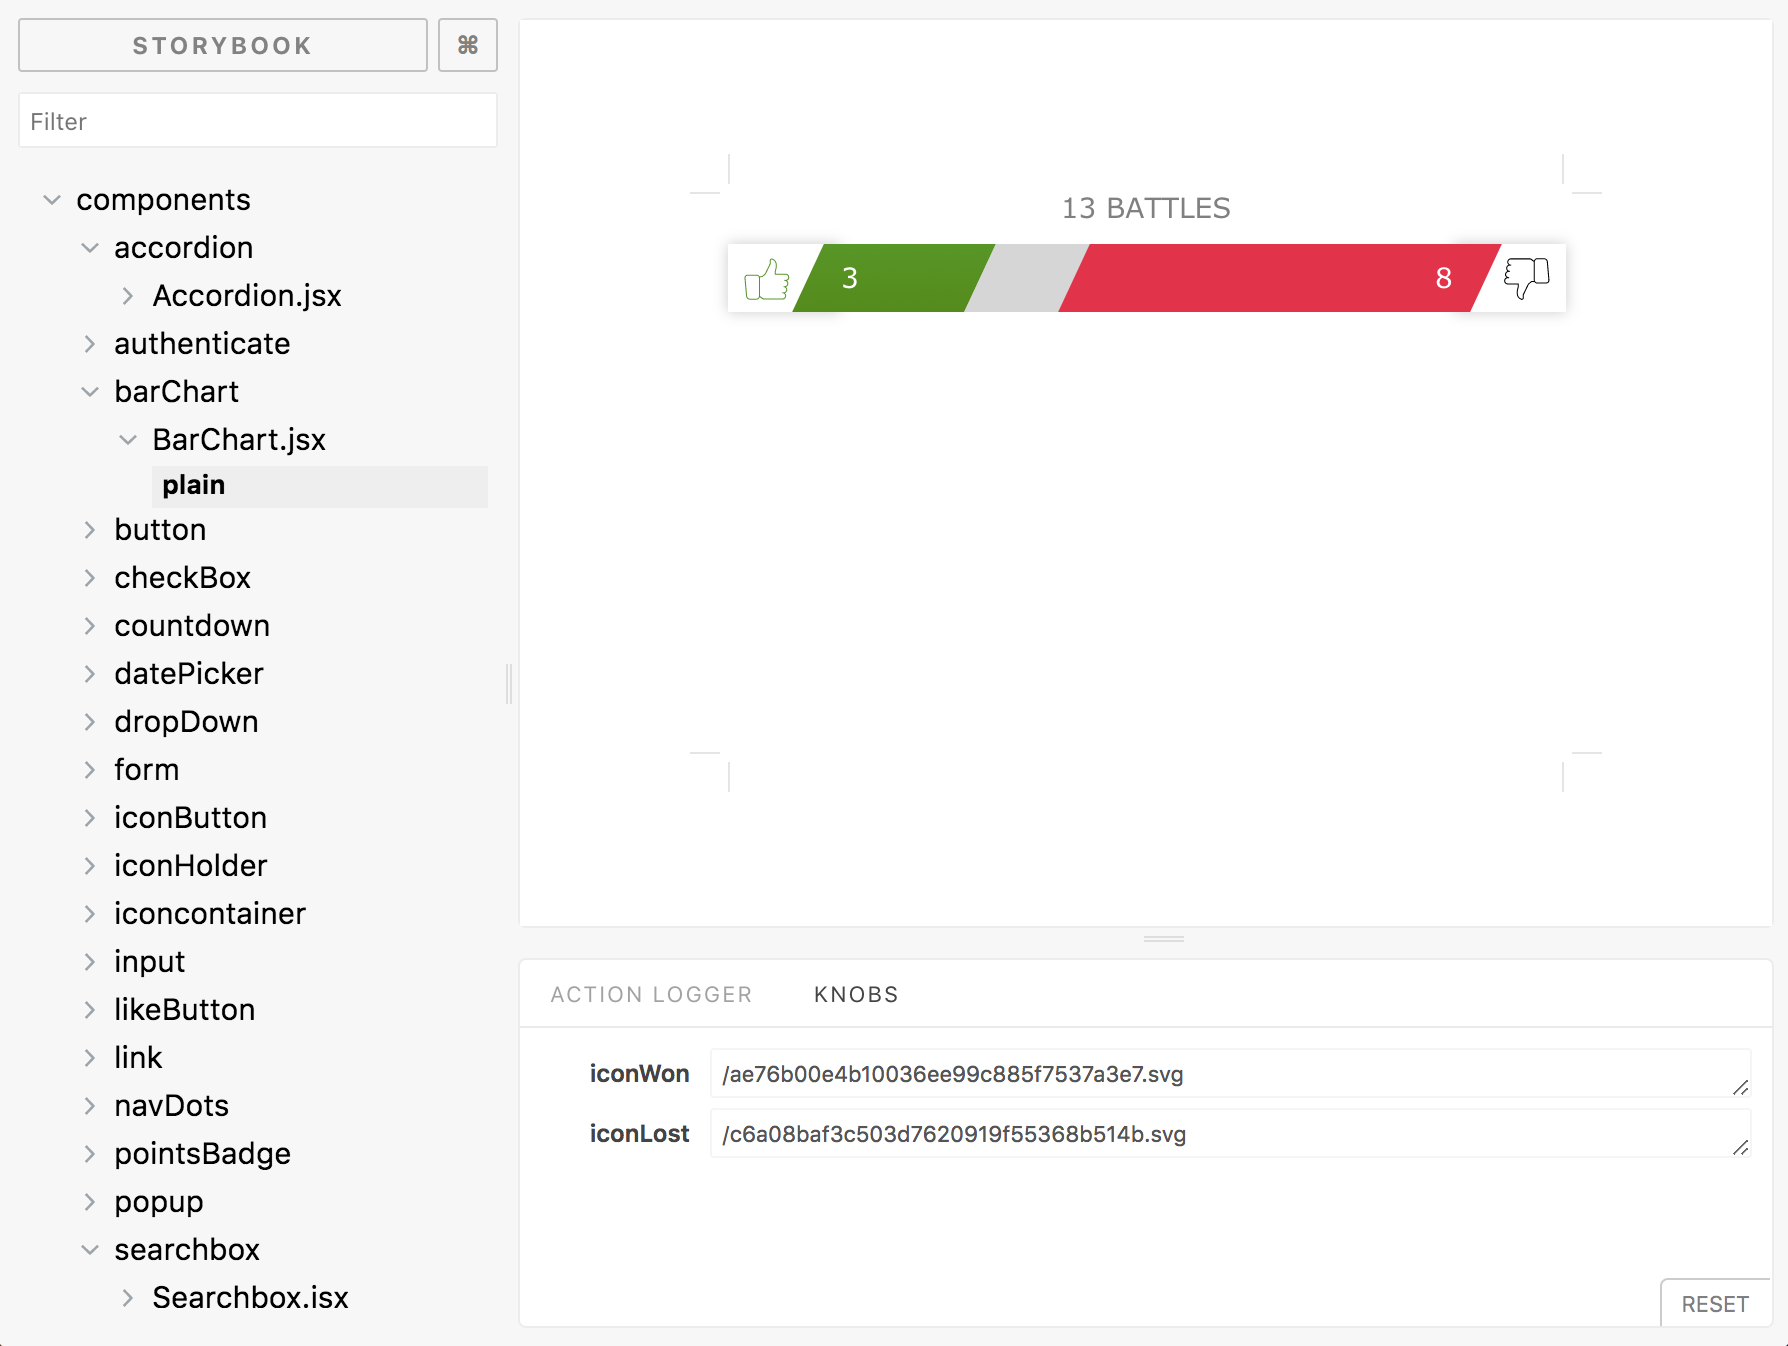 STORYBOOK
⌘
Filter
components
accordion
Accordion.jsx
authenticate
barChart
BarChart.jsx
plain
button
checkBox
countdown
datePicker
dropDown
form
iconButton
iconHolder
iconcontainer
input
likeButton
link
navDots
pointsBadge
popup
searchbox
Searchbox.jsx
13 BATTLES
3
8
ACTION LOGGER
KNOBS
iconWon
/ae76b00e4b10036ee99c885f7537a3e7.svg
iconLost
/c6a08baf3c503d7620919f55368b514b.svg
RESET